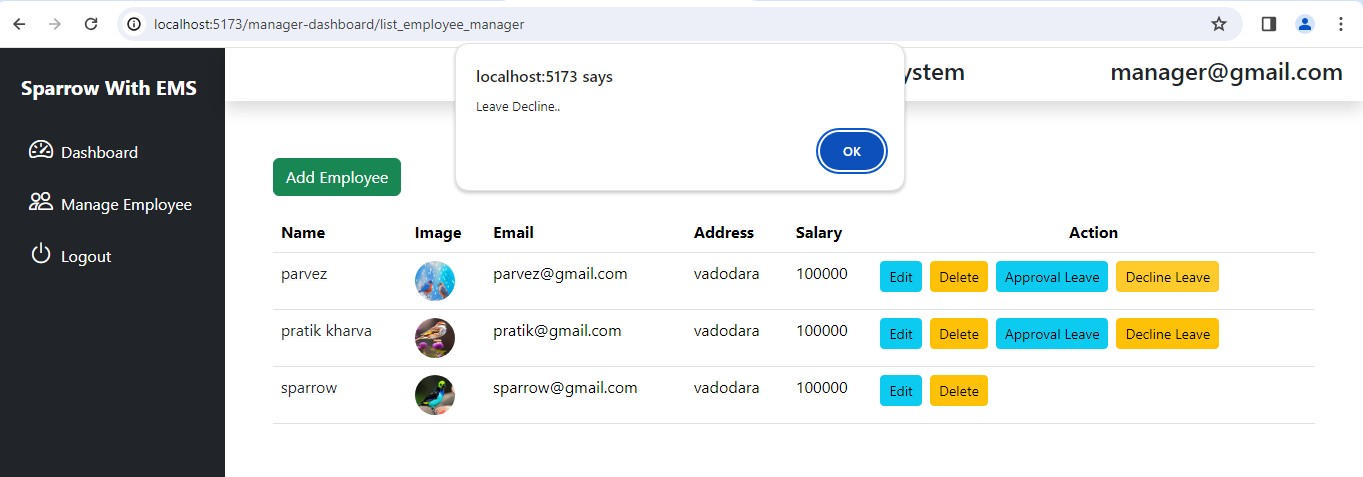 localhost:5173/manager-dashboard/list_employee_manager
Sparrow With EMS
Dashboard
Manage Employee
Logout
localhost:5173 says
Leave Decline..
OK
manager@gmail.com
Add Employee
Name Image Email Address Salary Action
parvez parvez@gmail.com vadodara 100000 Edit Delete Approval Leave Decline Leave
pratik kharva pratik@gmail.com vadodara 100000 Edit Delete Approval Leave Decline Leave
sparrow sparrow@gmail.com vadodara 100000 Edit Delete